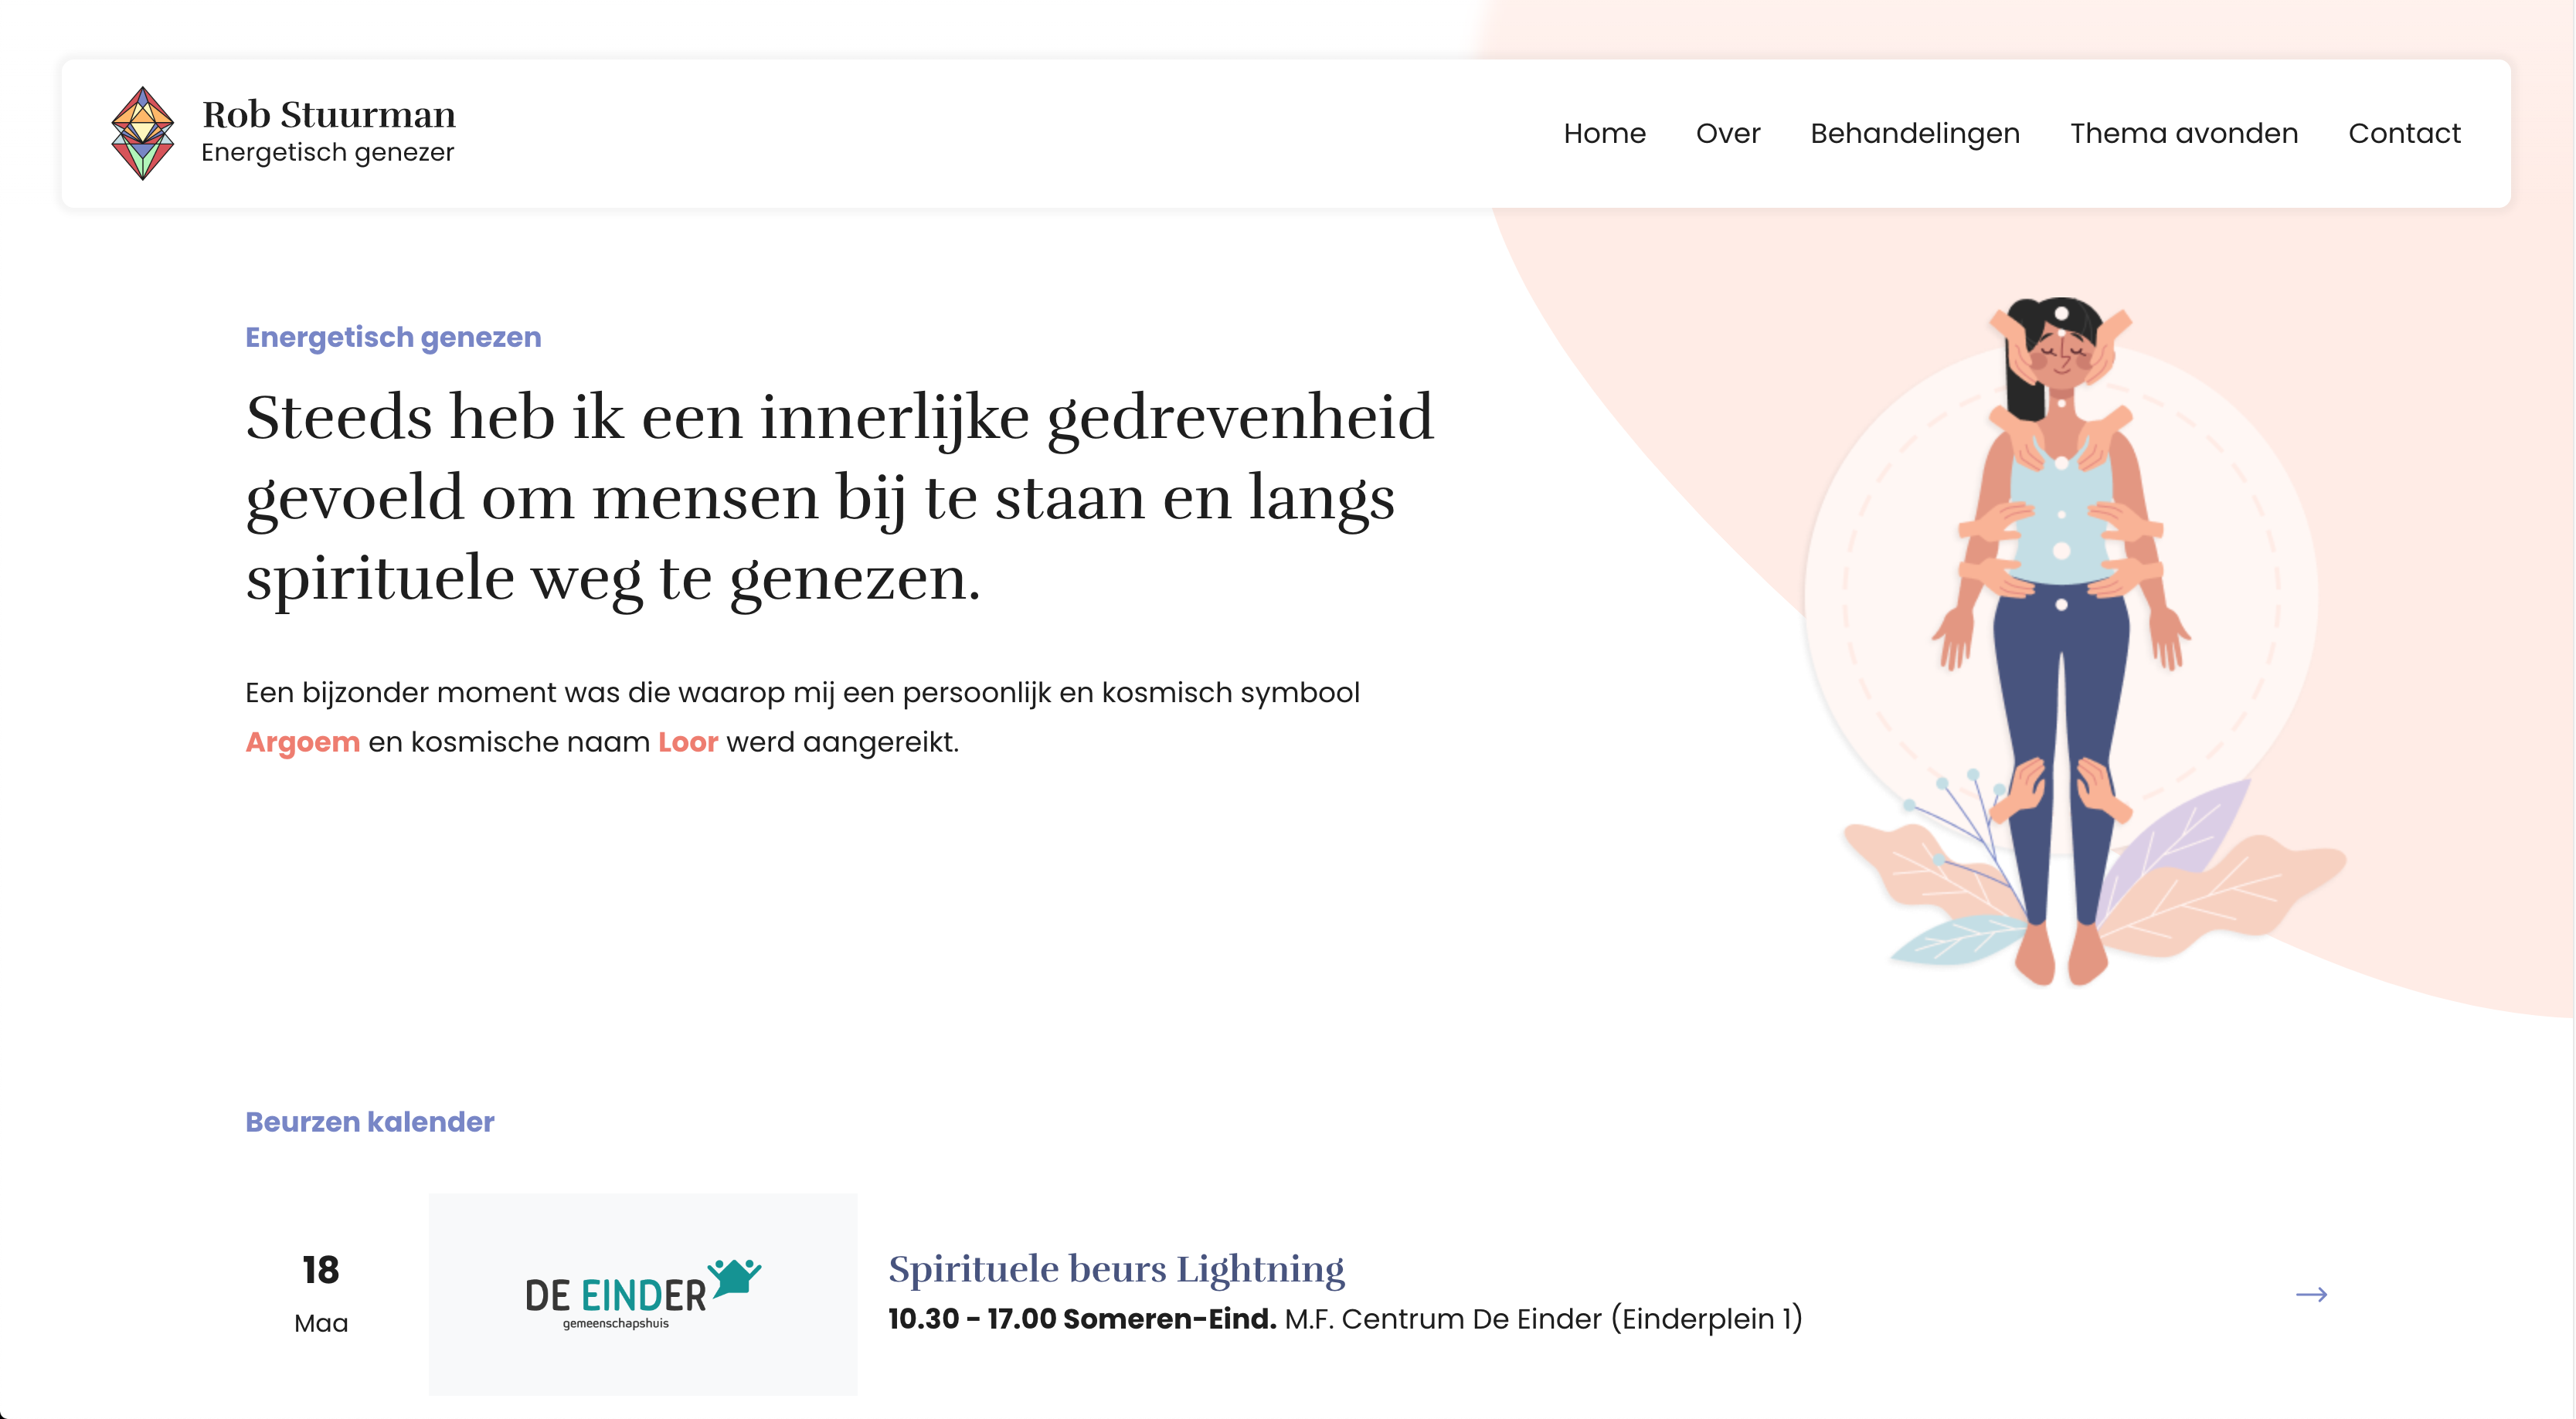 Rob Stuurman
Energetisch genezer
Home Over Behandelingen Thema avonden Contact
Energetisch genezen
Steeds heb ik een innerlijke gedrevenheid
gevoeld om mensen bij te staan en langs
spirituele weg te genezen.
Een bijzonder moment was die waarop mij een persoonlijk en kosmisch symbool
Argoem en kosmische naam Loor werd aangereikt.
Beurzen kalender
18
Maa
DE EINDER
gemeenschapshuis
Spirituele beurs Lightning
10.30 - 17.00 Someren-Eind. M.F. Centrum De Einder (Einderplein 1)